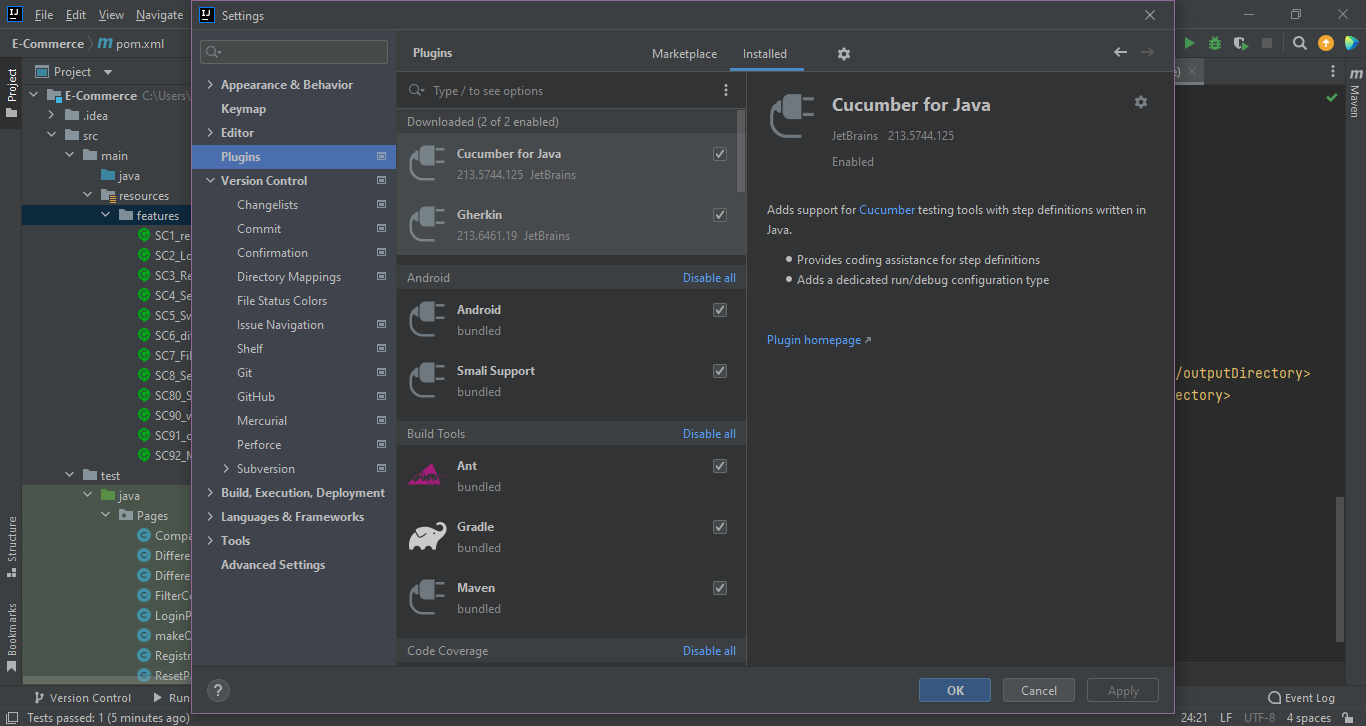 File Edit View Navigate
Settings
E-Commerce
pom.xml
Project
Project
E-Commerce C:\Users\
.idea
src
main
java
resources
features
SC1_re
SC2_Lo
SC3_Re
SC4_Se
SC5_Sv
SC6_di
SC7_Fil
SC8_Se
SC80_S
SC90_v
SC91_c
SC92_N
test
java
Pages
Compa
Differe
Differe
FilterCo
LoginP
makeO
Registr
ResetPa
Structure
Bookmarks
Appearance & Behavior
Keymap
Editor
Plugins
Version Control
Changelists
Commit
Confirmation
Directory Mappings
File Status Colors
Issue Navigation
Shelf
Git
GitHub
Mercurial
Perforce
Subversion
Build, Execution, Deployment
Languages & Frameworks
Tools
Advanced Settings
Plugins
Marketplace
Installed
Type / to see options
Downloaded (2 of 2 enabled)
Cucumber for Java
213.5744.125 JetBrains
Gherkin
213.6461.19 JetBrains
Android
Disable all
Android
bundled
Smali Support
bundled
Build Tools
Disable all
Ant
bundled
Gradle
bundled
Maven
bundled
Code Coverage
Disable all
Cucumber for Java
JetBrains 213.5744.125
Enabled
Adds support for Cucumber testing tools with step definitions written in
Java.
Provides coding assistance for step definitions
Adds a dedicated run/debug configuration type
Plugin homepage
OK
Cancel
Apply
?
/outputDirectory>
ectory>
m
Maven
Version Control
Run
Event Log
Tests passed: 1 (5 minutes ago)
24:21 LF UTF-8 4 spaces